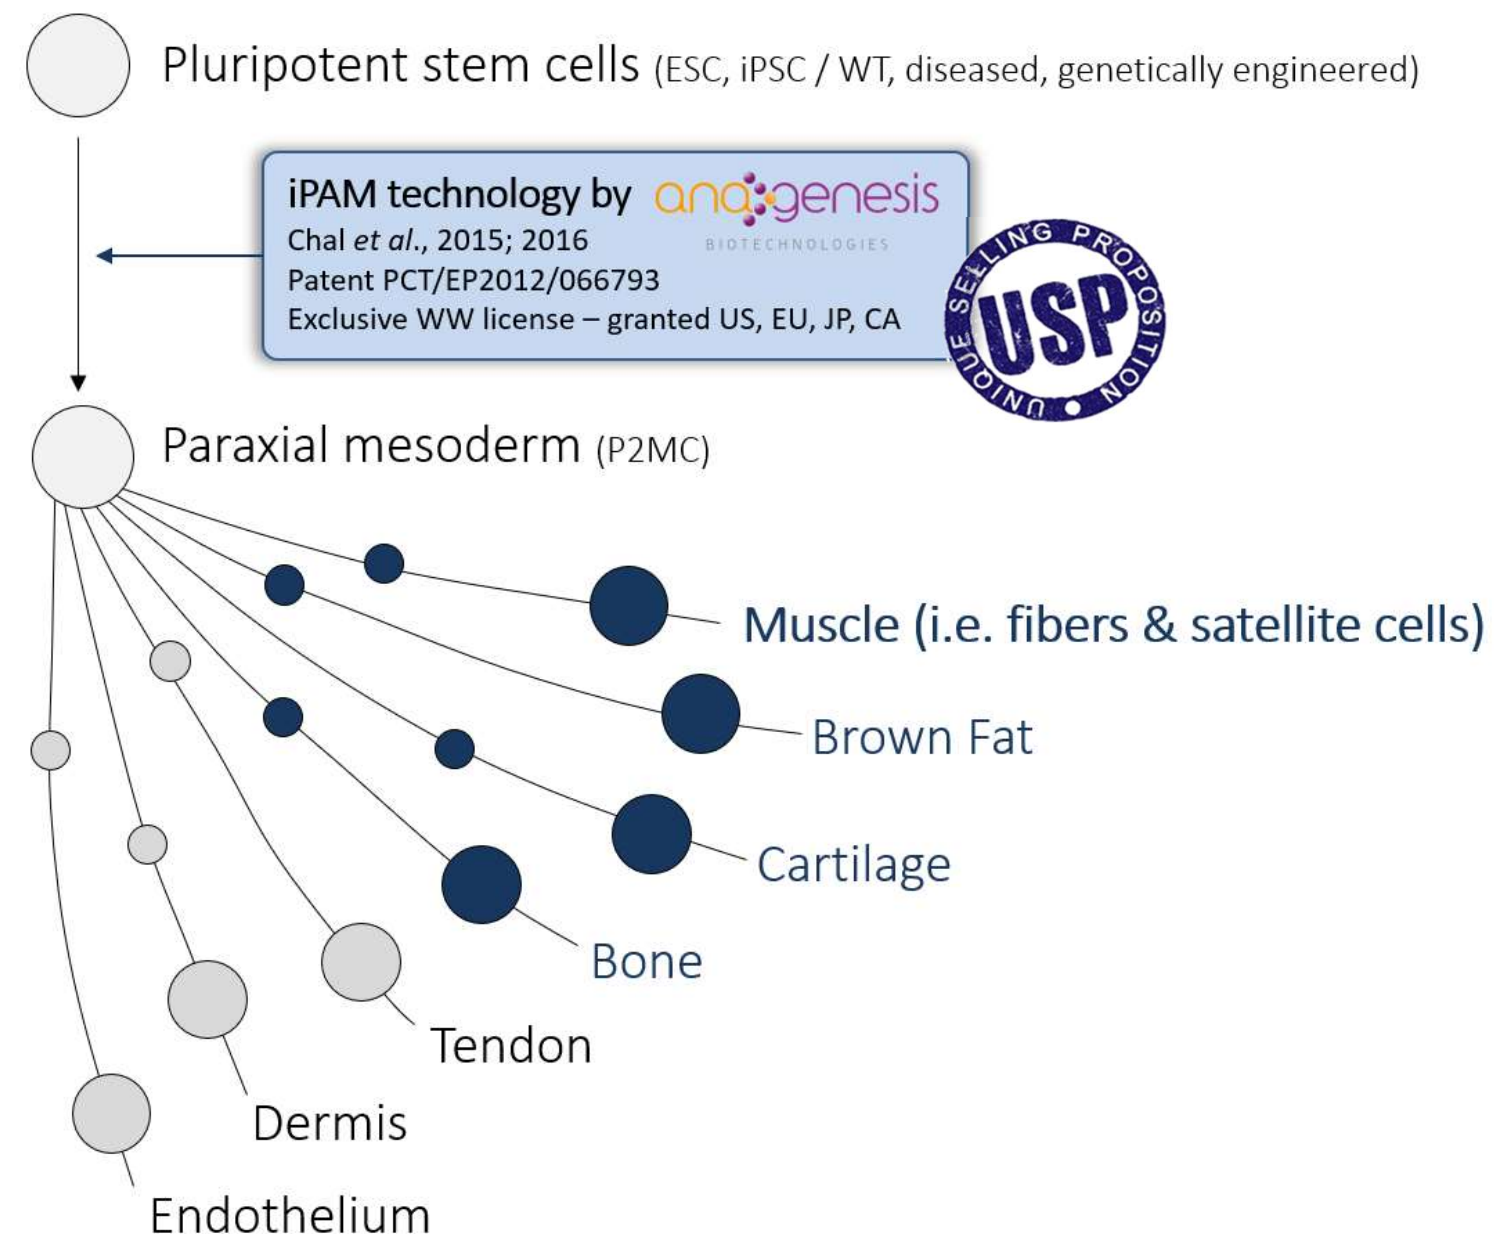 Pluripotent stem cells (ESC, iPSC / WT, diseased, genetically engineered)
iPAM technology by anagenesis
BIOTECHNOLOGIES
Chal et al., 2015; 2016
Patent PCT/EP2012/066793
Exclusive WW license – granted US, EU, JP, CA
UNIQUE SELLING PROPOSITION
USP
Paraxial mesoderm (P2MC)
Muscle (i.e. fibers & satellite cells)
Brown Fat
Cartilage
Bone
Tendon
Dermis
Endothelium